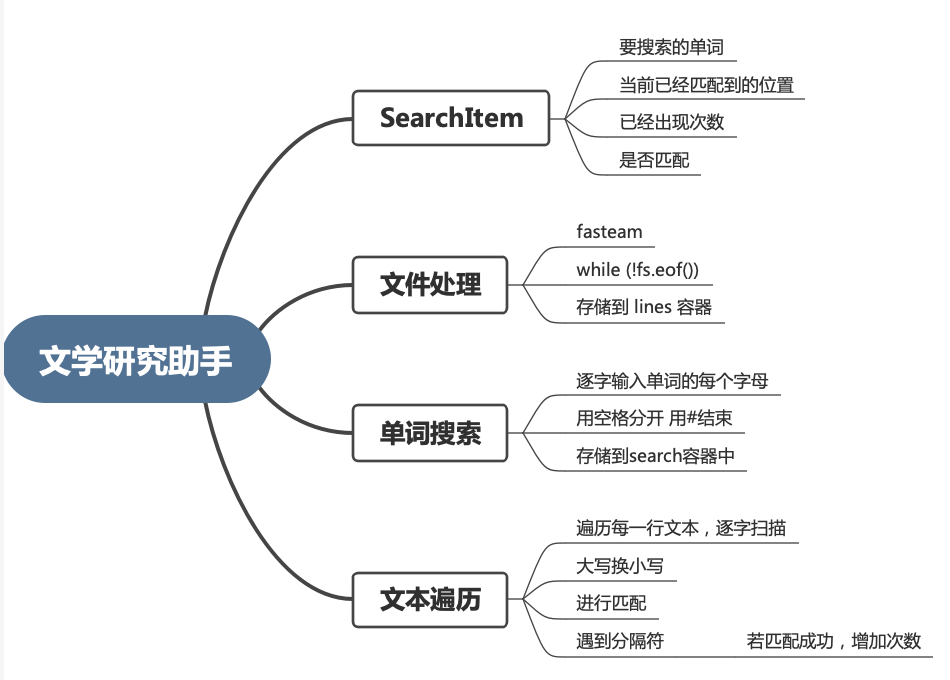 文学研究助手
SearchItem
要搜索的单词
当前已经匹配到的位置
已经出现次数
是否匹配
文件处理
fasteam
while (!fs.eof())
存储到 lines 容器
单词搜索
逐字输入单词的每个字母
用空格分开 用#结束
存储到search容器中
文本遍历
遍历每一行文本，逐字扫描
大写换小写
进行匹配
遇到分隔符
若匹配成功，增加次数